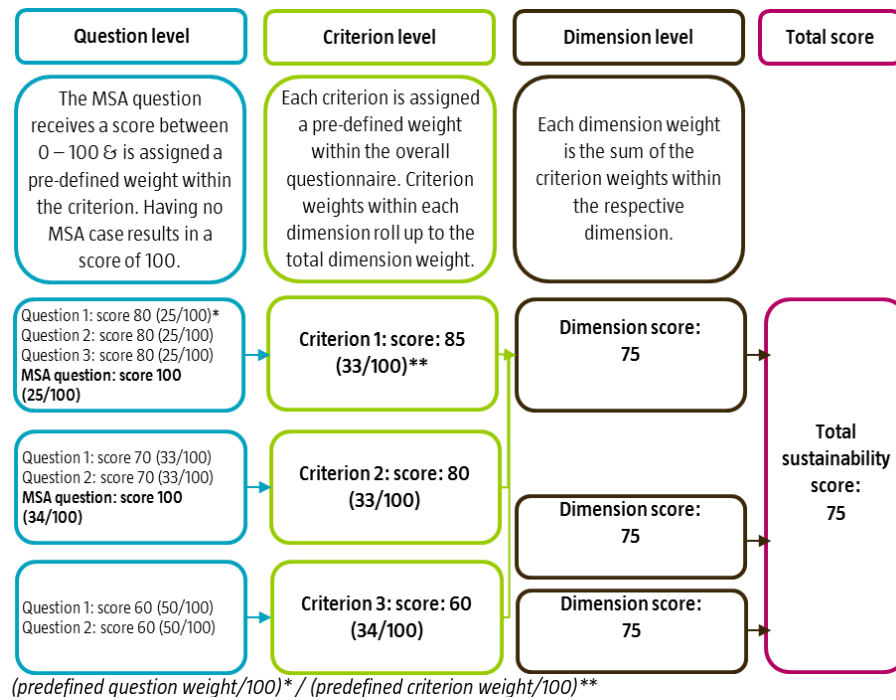 Question level
Criterion level
Dimension level
Total score
The MSA question
receives a score between
0 – 100 & is assigned a
pre-defined weight within
the criterion. Having no
MSA case results in a
score of 100.
Each criterion is assigned
a pre-defined weight
within the overall
questionnaire. Criterion
weights within each
dimension roll up to the
total dimension weight.
Each dimension weight
is the sum of the
criterion weights within
the respective
dimension.
Question 1: score 80 (25/100)*
Question 2: score 80 (25/100)
Question 3: score 80 (25/100)
MSA question: score 100
(25/100)
Criterion 1: score: 85
(33/100)**
Dimension score:
75
Question 1: score 70 (33/100)
Question 2: score 70 (33/100)
MSA question: score 100
(34/100)
Criterion 2: score: 80
(33/100)
Dimension score:
75
Question 1: score 60 (50/100)
Question 2: score 60 (50/100)
Criterion 3: score: 60
(34/100)
Dimension score:
75
Total
sustainability
score:
75
(predefined question weight/100)* / (predefined criterion weight/100)**